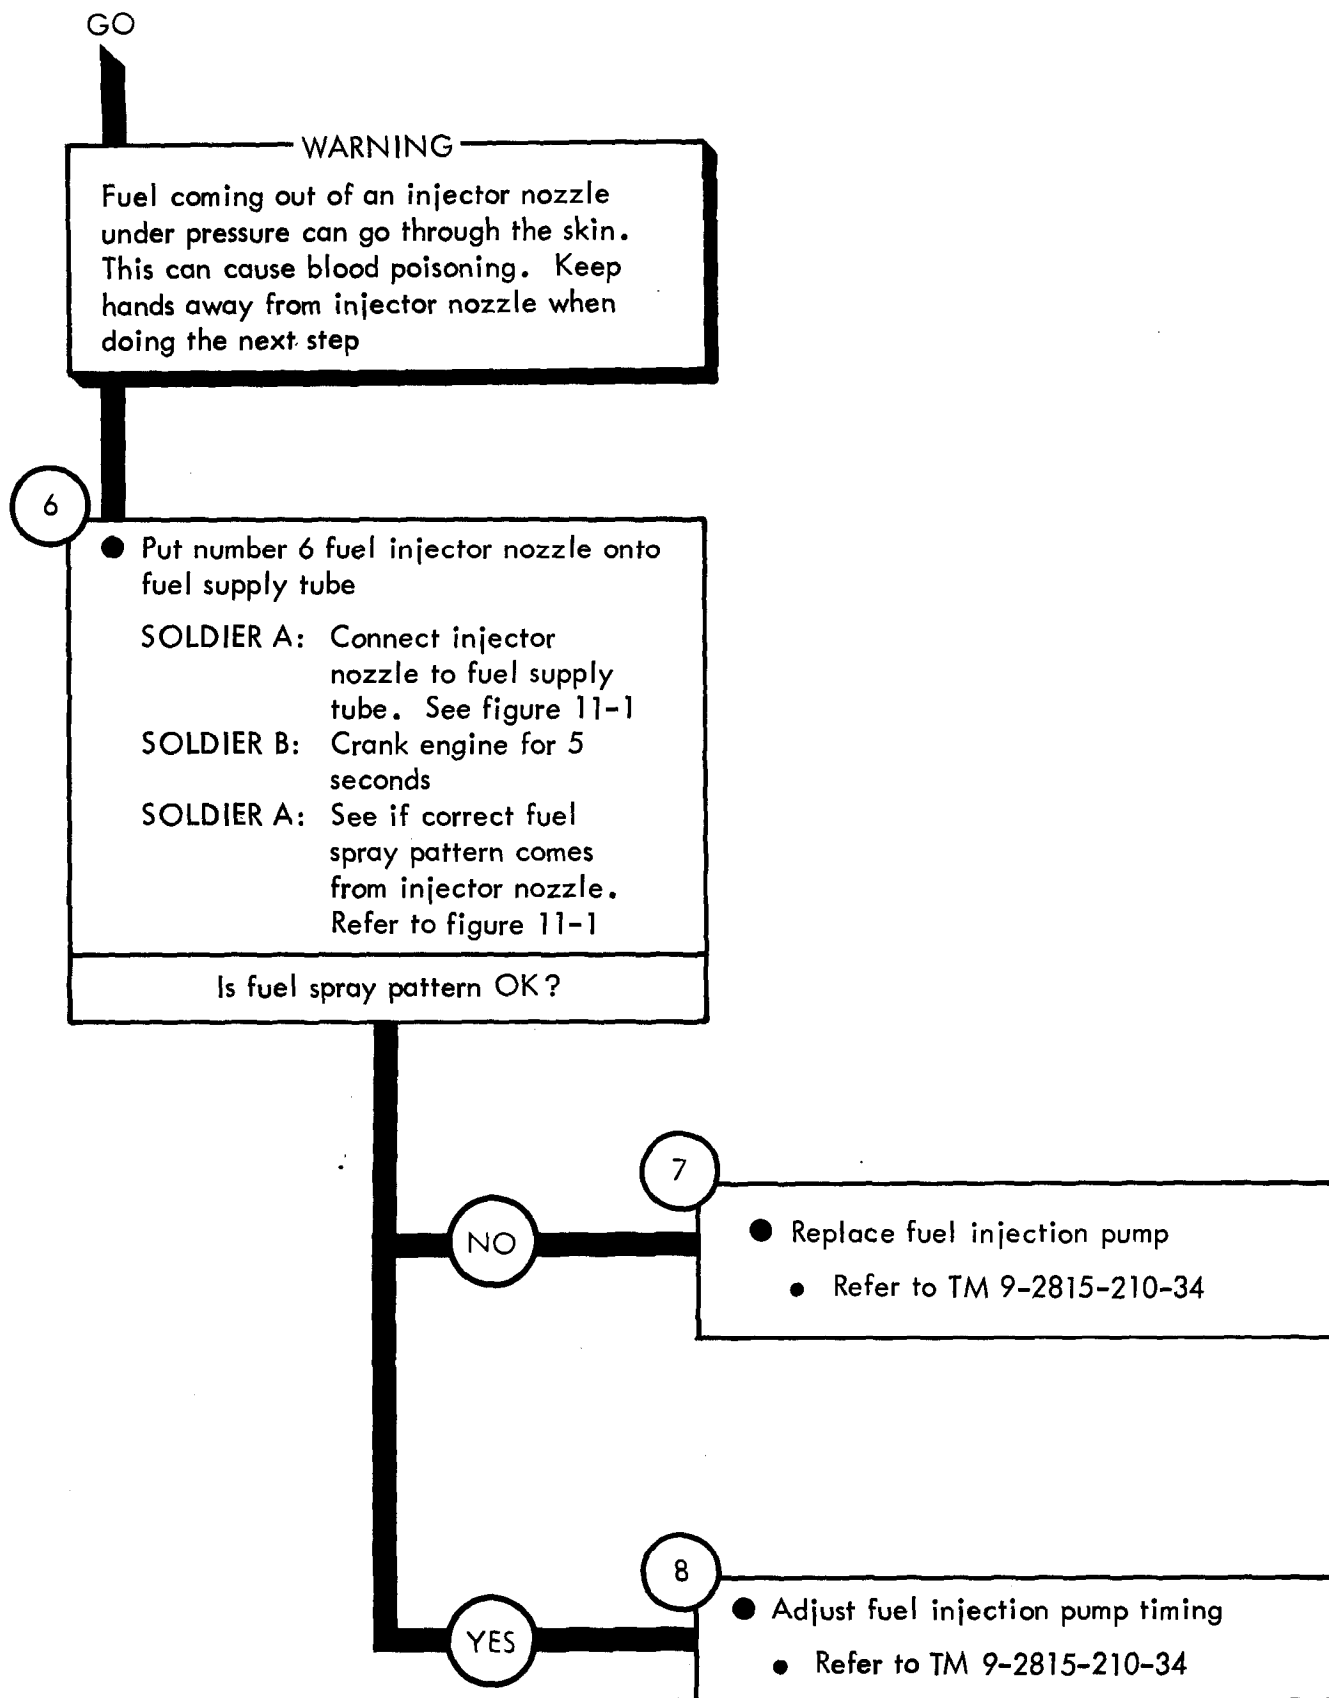 GO
WARNING
Fuel coming out of an injector nozzle
under pressure can go through the skin.
This can cause blood poisoning. Keep
hands away from injector nozzle when
doing the next step
6
● Put number 6 fuel injector nozzle onto
fuel supply tube
SOLDIER A: Connect injector
nozzle to fuel supply
tube. See figure 11-1
SOLDIER B: Crank engine for 5
seconds
SOLDIER A: See if correct fuel
spray pattern comes
from injector nozzle.
Refer to figure 11-1
Is fuel spray pattern OK?
7
NO
● Replace fuel injection pump
● Refer to TM 9-2815-210-34
8
YES
● Adjust fuel injection pump timing
● Refer to TM 9-2815-210-34